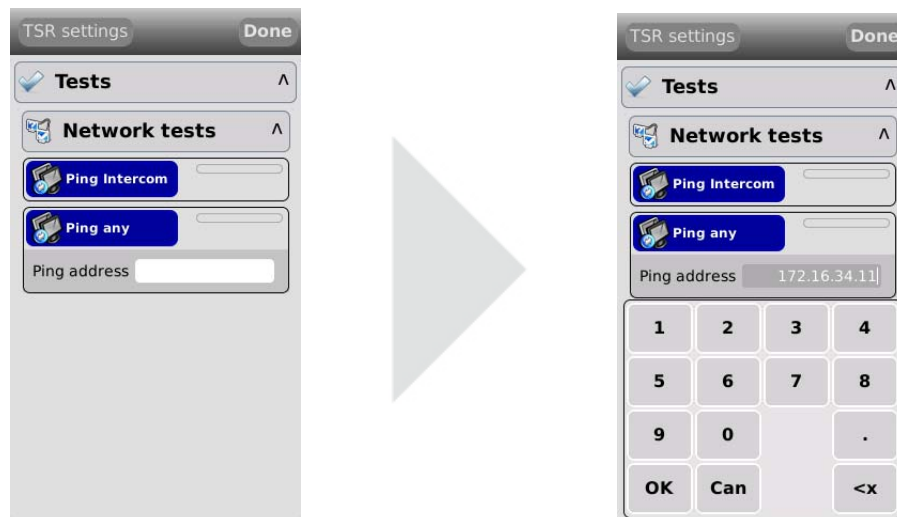 TSR settings Done
Tests ^
Network tests ^
Ping Intercom
Ping any
Ping address
TSR settings Done
Tests ^
Network tests ^
Ping Intercom
Ping any
Ping address 172.16.34.11
1 2 3 4
5 6 7 8
9 0 .
OK Can <x